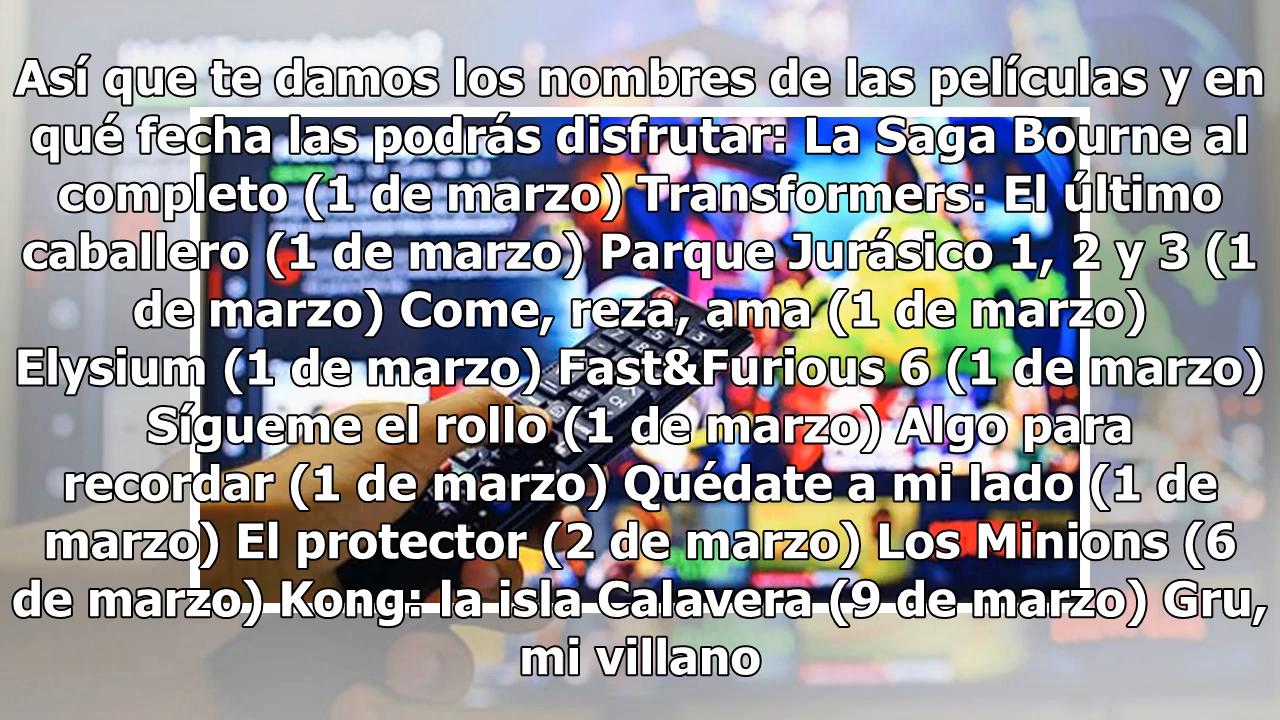 Así que te damos los nombres de las películas y en
qué fecha las podrás disfrutar: La Saga Bourne al
completo (1 de marzo) Transformers: El último
caballero (1 de marzo) Parque Jurásico 1, 2 y 3 (1
de marzo) Come, reza, ama (1 de marzo)
Elysium (1 de marzo) Fast&Furious 6 (1 de marzo)
Sígueme el rollo (1 de marzo) Algo para
recordar (1 de marzo) Quédate a mi lado (1 de
marzo) El protector (2 de marzo) Los Minions (6
de marzo) Kong: la isla Calavera (9 de marzo) Gru,
mi villano